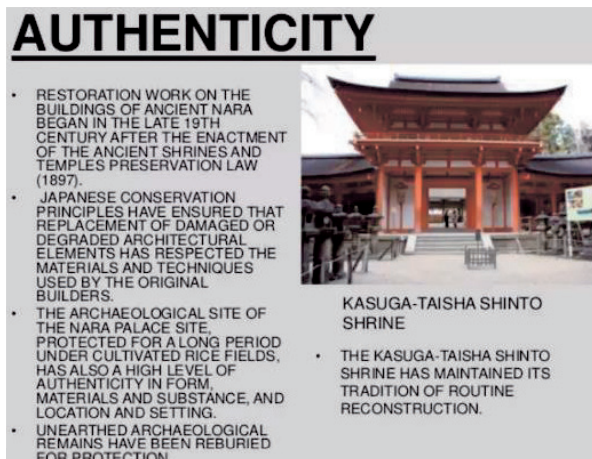 AUTHENTICITY
• RESTORATION WORK ON THE
BUILDINGS OF ANCIENT NARA
BEGAN IN THE LATE 19TH
CENTURY AFTER THE ENACTMENT
OF THE ANCIENT SHRINES AND
TEMPLES PRESERVATION LAW
(1897).
• JAPANESE CONSERVATION
PRINCIPLES HAVE ENSURED THAT
REPLACEMENT OF DAMAGED OR
DEGRADED ARCHITECTURAL
ELEMENTS HAS RESPECTED THE
MATERIALS AND TECHNIQUES
USED BY THE ORIGINAL
BUILDERS.
• THE ARCHAEOLOGICAL SITE OF
THE NARA PALACE SITE,
PROTECTED FOR A LONG PERIOD
UNDER CULTIVATED RICE FIELDS,
HAS ALSO A HIGH LEVEL OF
AUTHENTICITY IN FORM,
MATERIALS AND SUBSTANCE, AND
LOCATION AND SETTING.
• UNEARTHED ARCHAEOLOGICAL
REMAINS HAVE BEEN REBURIED
FOR PROTECTION
KASUGA-TAISHA SHINTO
SHRINE
• THE KASUGA-TAISHA SHINTO
SHRINE HAS MAINTAINED ITS
TRADITION OF ROUTINE
RECONSTRUCTION.